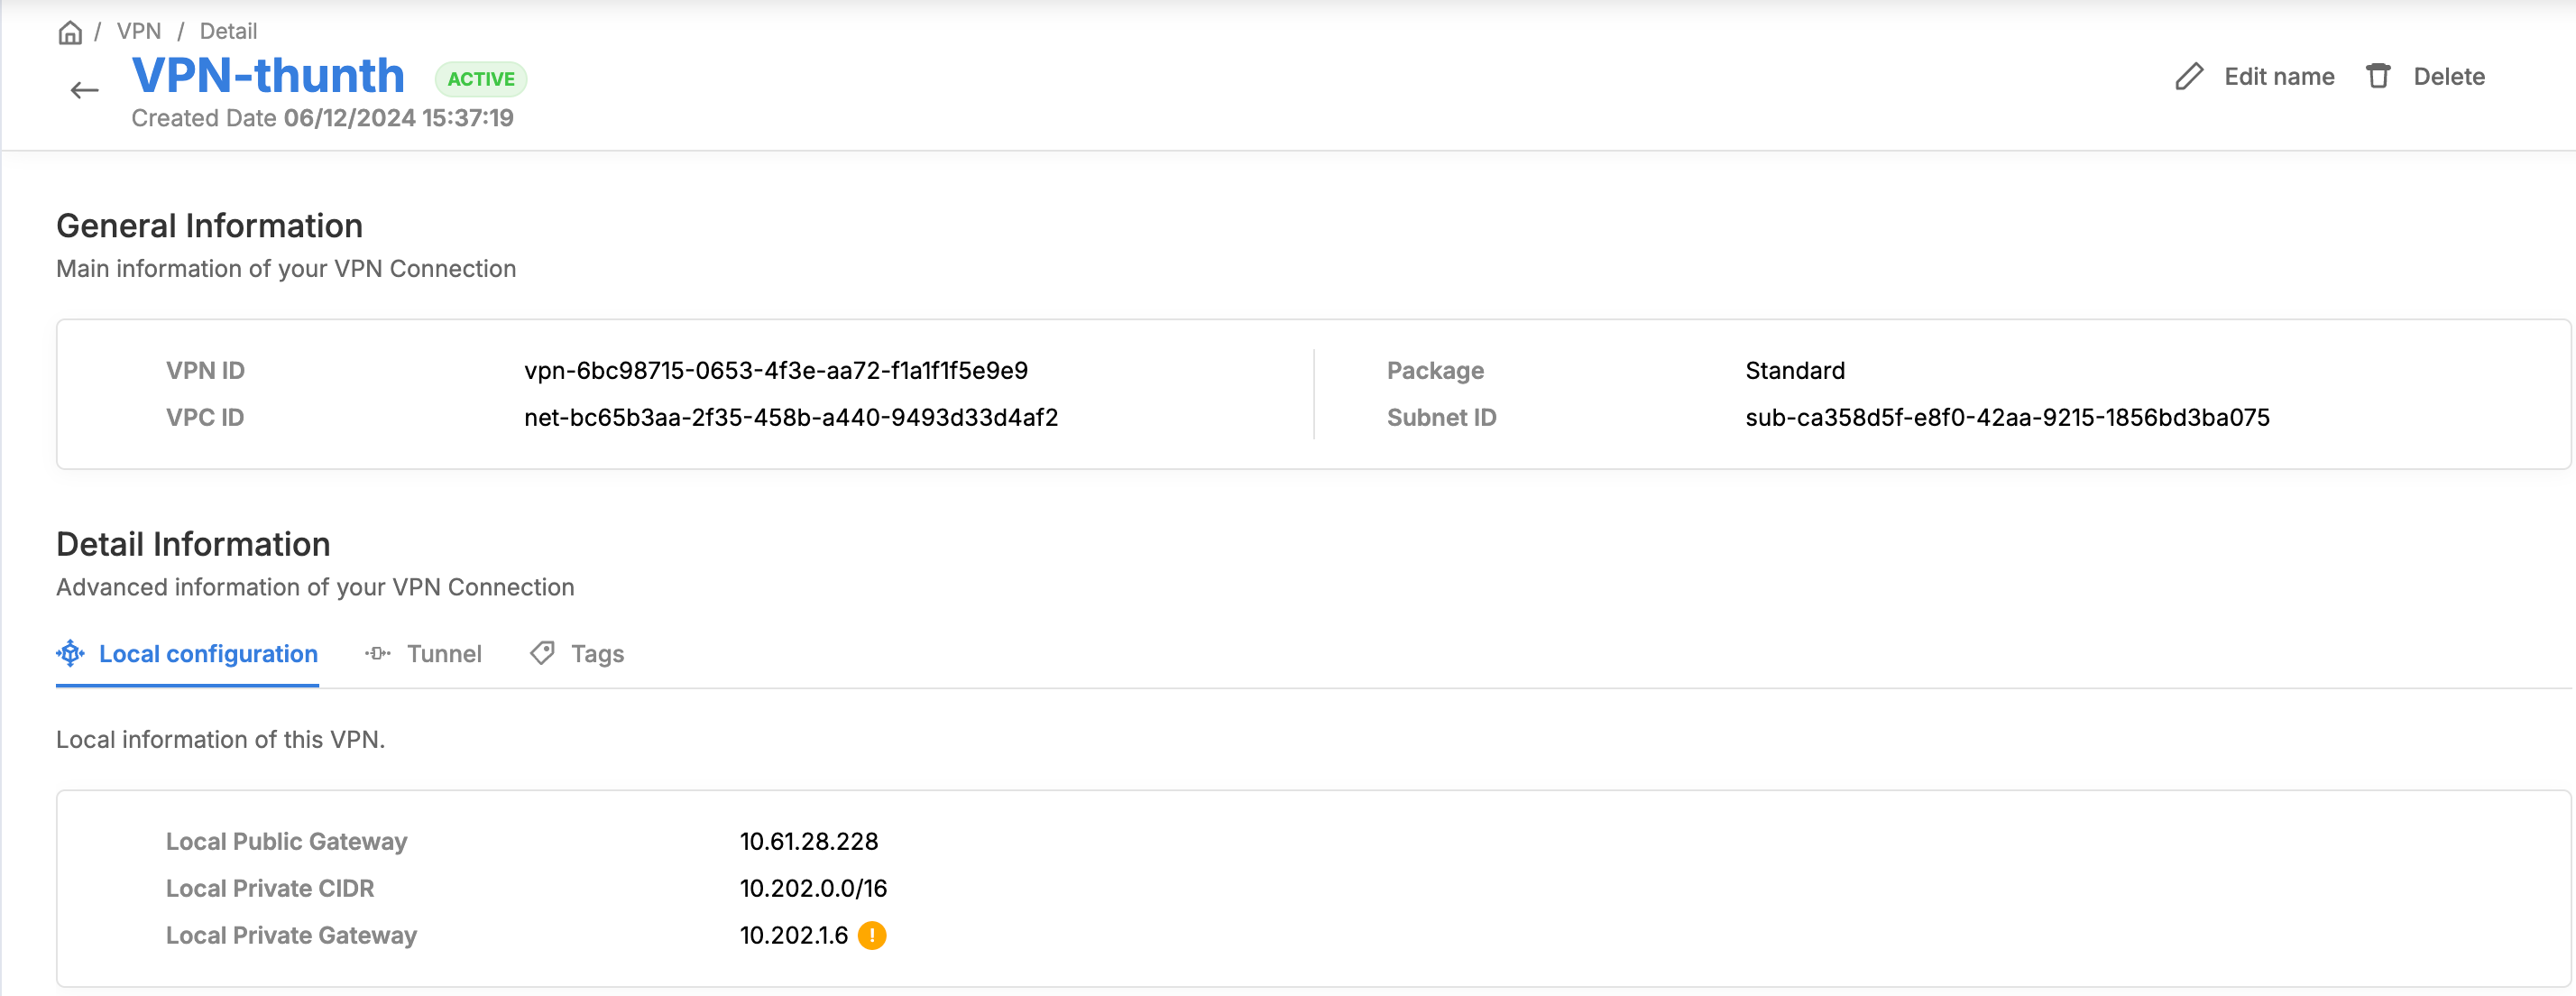 / VPN / Detail
VPN-thunth ACTIVE
Created Date 06/12/2024 15:37:19
Edit name Delete
General Information
Main information of your VPN Connection
VPN ID vpn-6bc98715-0653-4f3e-aa72-f1a1f1f5e9e9 Package Standard
VPC ID net-bc65b3aa-2f35-458b-a440-9493d33d4af2 Subnet ID sub-ca358d5f-e8f0-42aa-9215-1856bd3ba075
Detail Information
Advanced information of your VPN Connection
Local configuration Tunnel Tags
Local information of this VPN.
Local Public Gateway 10.61.28.228
Local Private CIDR 10.202.0.0/16
Local Private Gateway 10.202.1.6 !